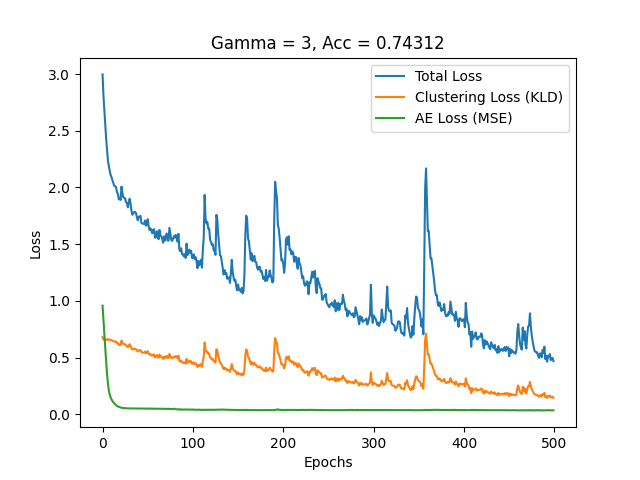 Gamma = 3, Acc = 0.74312
Total Loss
Clustering Loss (KLD)
AE Loss (MSE)
3.0
2.5
2.0
1.5
1.0
0.5
0.0
Loss
0 100 200 300 400 500
Epochs